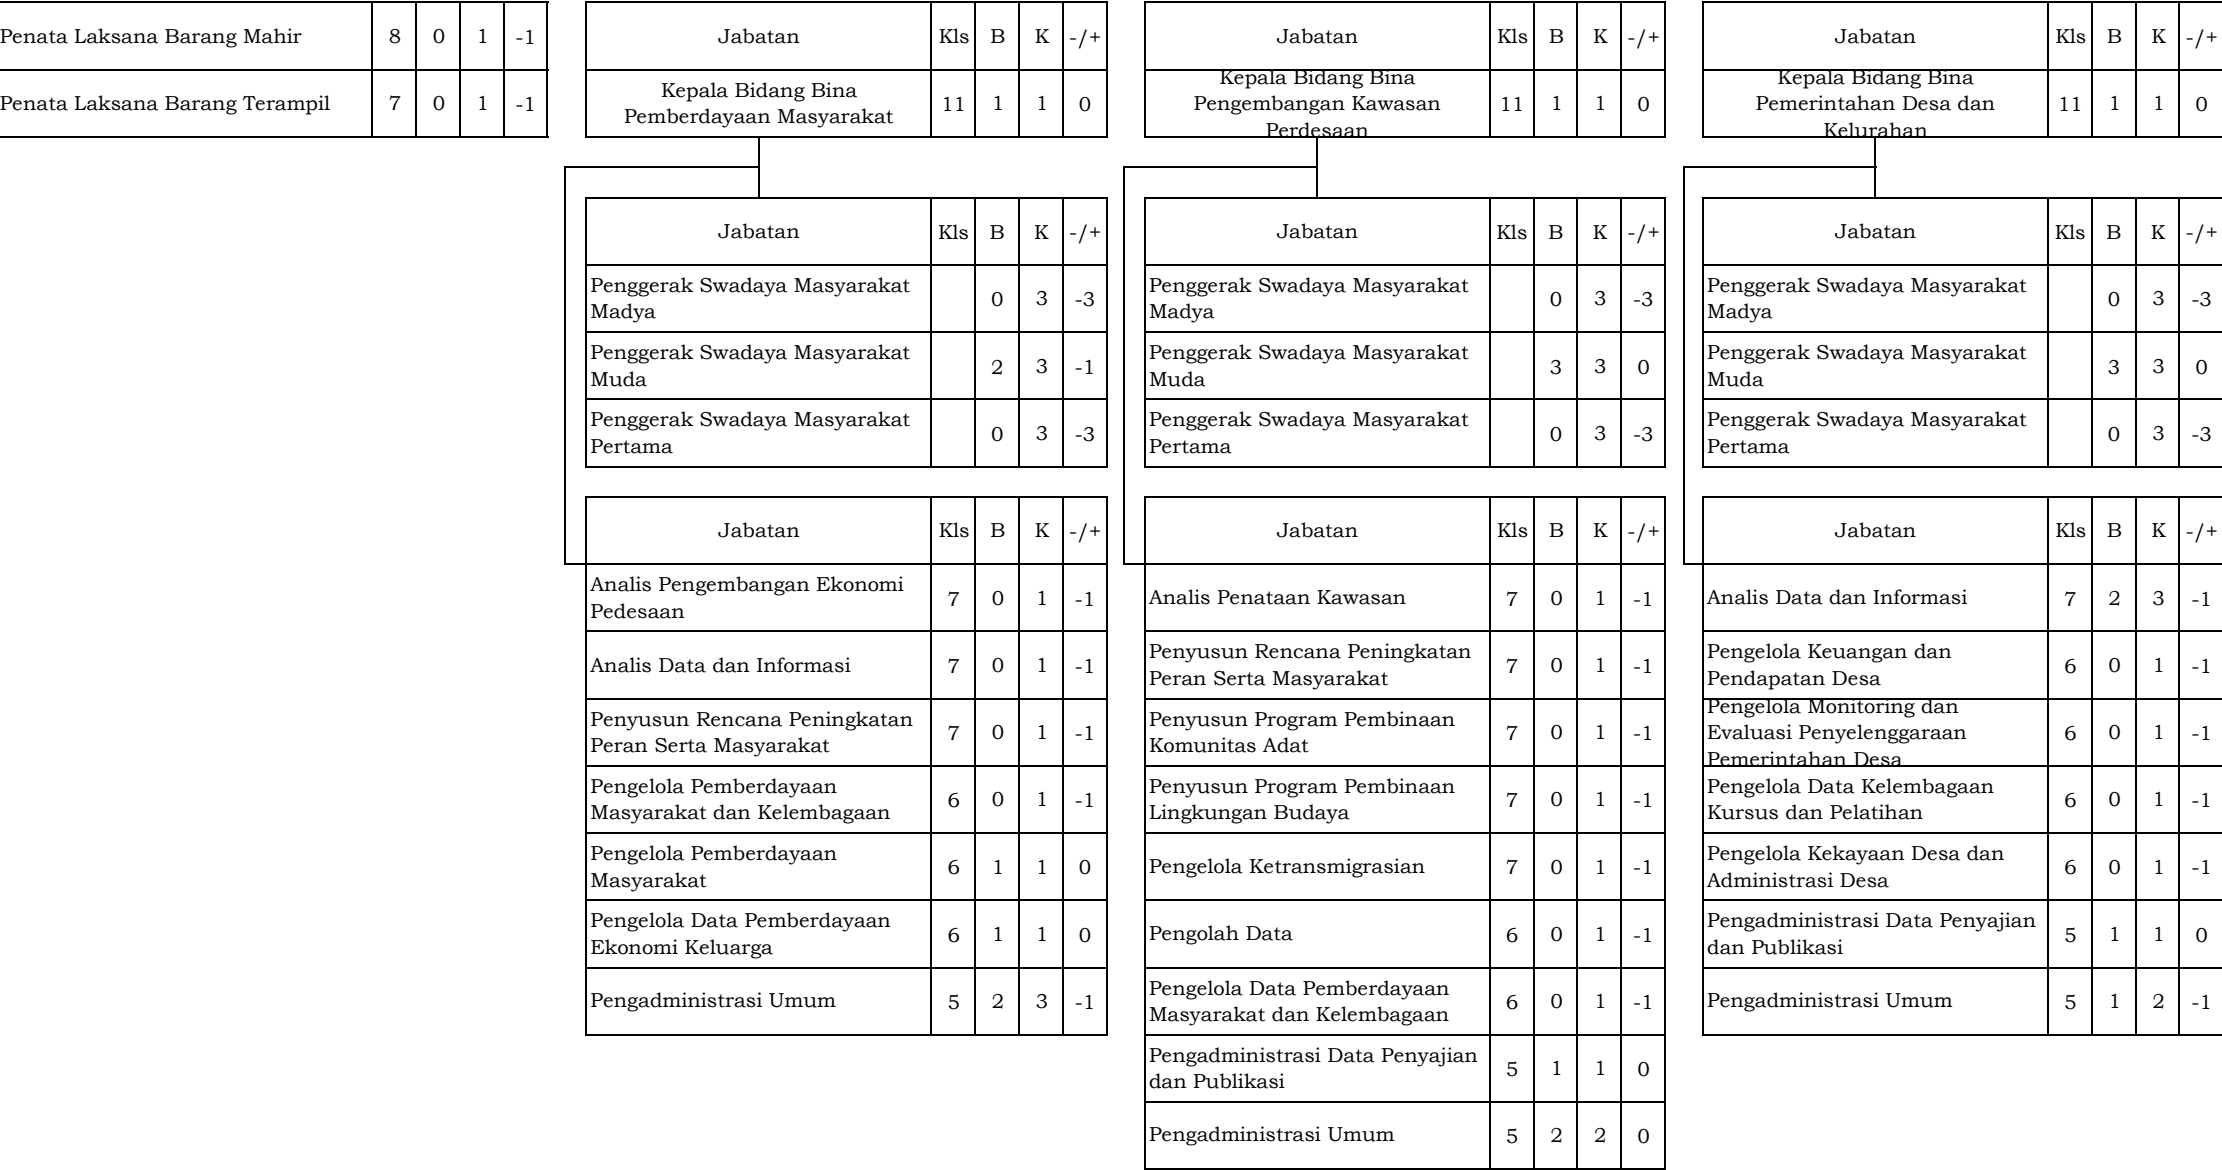 Penata Laksana Barang Mahir 8 0 1 -1
Penata Laksana Barang Terampil 7 0 1 -1
Jabatan Kls B K -/+
Kepala Bidang Bina
Pemberdayaan Masyarakat 11 1 1 0
Jabatan Kls B K -/+
Penggerak Swadaya Masyarakat
Madya 0 3 -3
Penggerak Swadaya Masyarakat
Muda 2 3 -1
Penggerak Swadaya Masyarakat
Pertama 0 3 -3
Jabatan Kls B K -/+
Analis Pengembangan Ekonomi
Pedesaan 7 0 1 -1
Analis Data dan Informasi 7 0 1 -1
Penyusun Rencana Peningkatan
Peran Serta Masyarakat 7 0 1 -1
Pengelola Pemberdayaan
Masyarakat dan Kelembagaan 6 0 1 -1
Pengelola Pemberdayaan
Masyarakat 6 1 1 0
Pengelola Data Pemberdayaan
Ekonomi Keluarga 6 1 1 0
Pengadministrasi Umum 5 2 3 -1
Jabatan Kls B K -/+
Kepala Bidang Bina
Pengembangan Kawasan 11 1 1 0
Perdesaan
Jabatan Kls B K -/+
Penggerak Swadaya Masyarakat
Madya 0 3 -3
Penggerak Swadaya Masyarakat
Muda 3 3 0
Penggerak Swadaya Masyarakat
Pertama 0 3 -3
Jabatan Kls B K -/+
Analis Penataan Kawasan 7 0 1 -1
Penyusun Rencana Peningkatan
Peran Serta Masyarakat 7 0 1 -1
Penyusun Program Pembinaan
Komunitas Adat 7 0 1 -1
Penyusun Program Pembinaan
Lingkungan Budaya 7 0 1 -1
Pengelola Ketransmigrasian 7 0 1 -1
Pengolah Data 6 0 1 -1
Pengelola Data Pemberdayaan
Masyarakat dan Kelembagaan 6 0 1 -1
Pengadministrasi Data Penyajian
dan Publikasi 5 1 1 0
Pengadministrasi Umum 5 2 2 0
Jabatan Kls B K -/+
Kepala Bidang Bina
Pemerintahan Desa dan 11 1 1 0
Kelurahan
Jabatan Kls B K -/+
Penggerak Swadaya Masyarakat
Madya 0 3 -3
Penggerak Swadaya Masyarakat
Muda 3 3 0
Penggerak Swadaya Masyarakat
Pertama 0 3 -3
Jabatan Kls B K -/+
Analis Data dan Informasi 7 2 3 -1
Pengelola Keuangan dan
Pendapatan Desa 6 0 1 -1
Pengelola Monitoring dan
Evaluasi Penyelenggaraan 6 0 1 -1
Pemerintahan Desa
Pengelola Data Kelembagaan
Kursus dan Pelatihan 6 0 1 -1
Pengelola Kekayaan Desa dan
Administrasi Desa 6 0 1 -1
Pengadministrasi Data Penyajian
dan Publikasi 5 1 1 0
Pengadministrasi Umum 5 1 2 -1